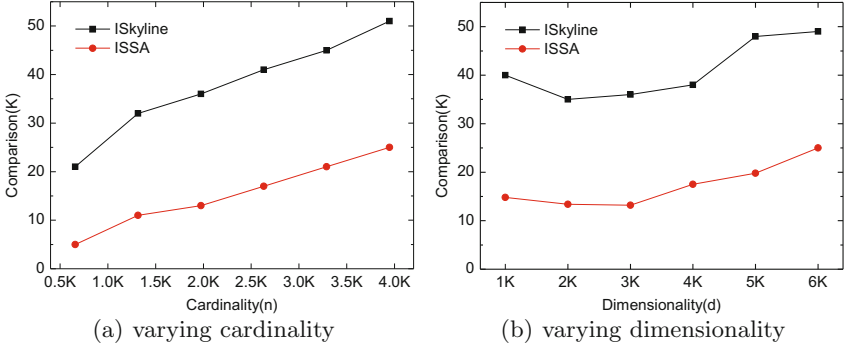 50
40
30
20
10
0
Comparison(K)
ISkyline
ISSA
0.5K 1.0K 1.5K 2.0K 2.5K 3.0K 3.5K 4.0K
Cardinality(n)
(a) varying cardinality
50
40
30
20
10
0
Comparison(K)
ISkyline
ISSA
1K 2K 3K 4K 5K 6K
Dimensionality(d)
(b) varying dimensionality